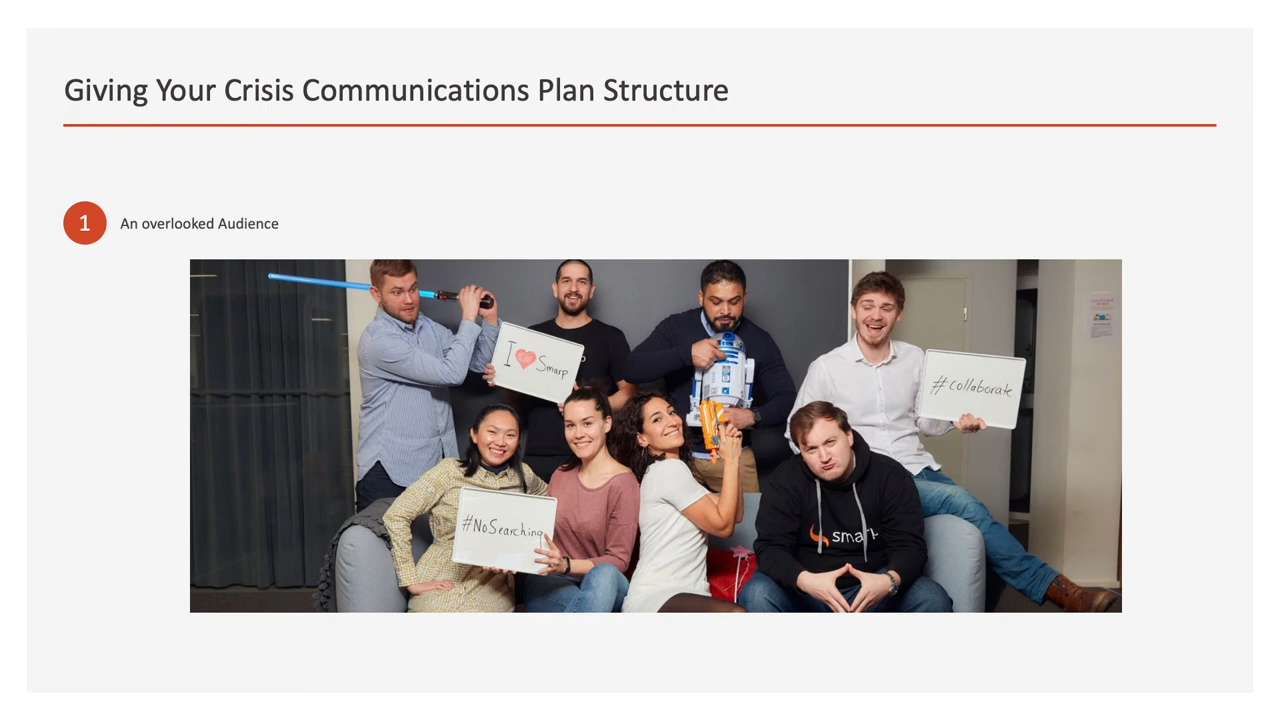 Giving Your Crisis Communications Plan Structure
1
An overlooked Audience
I ❤ Smarp
#collaborate
#NoSearching
smarp